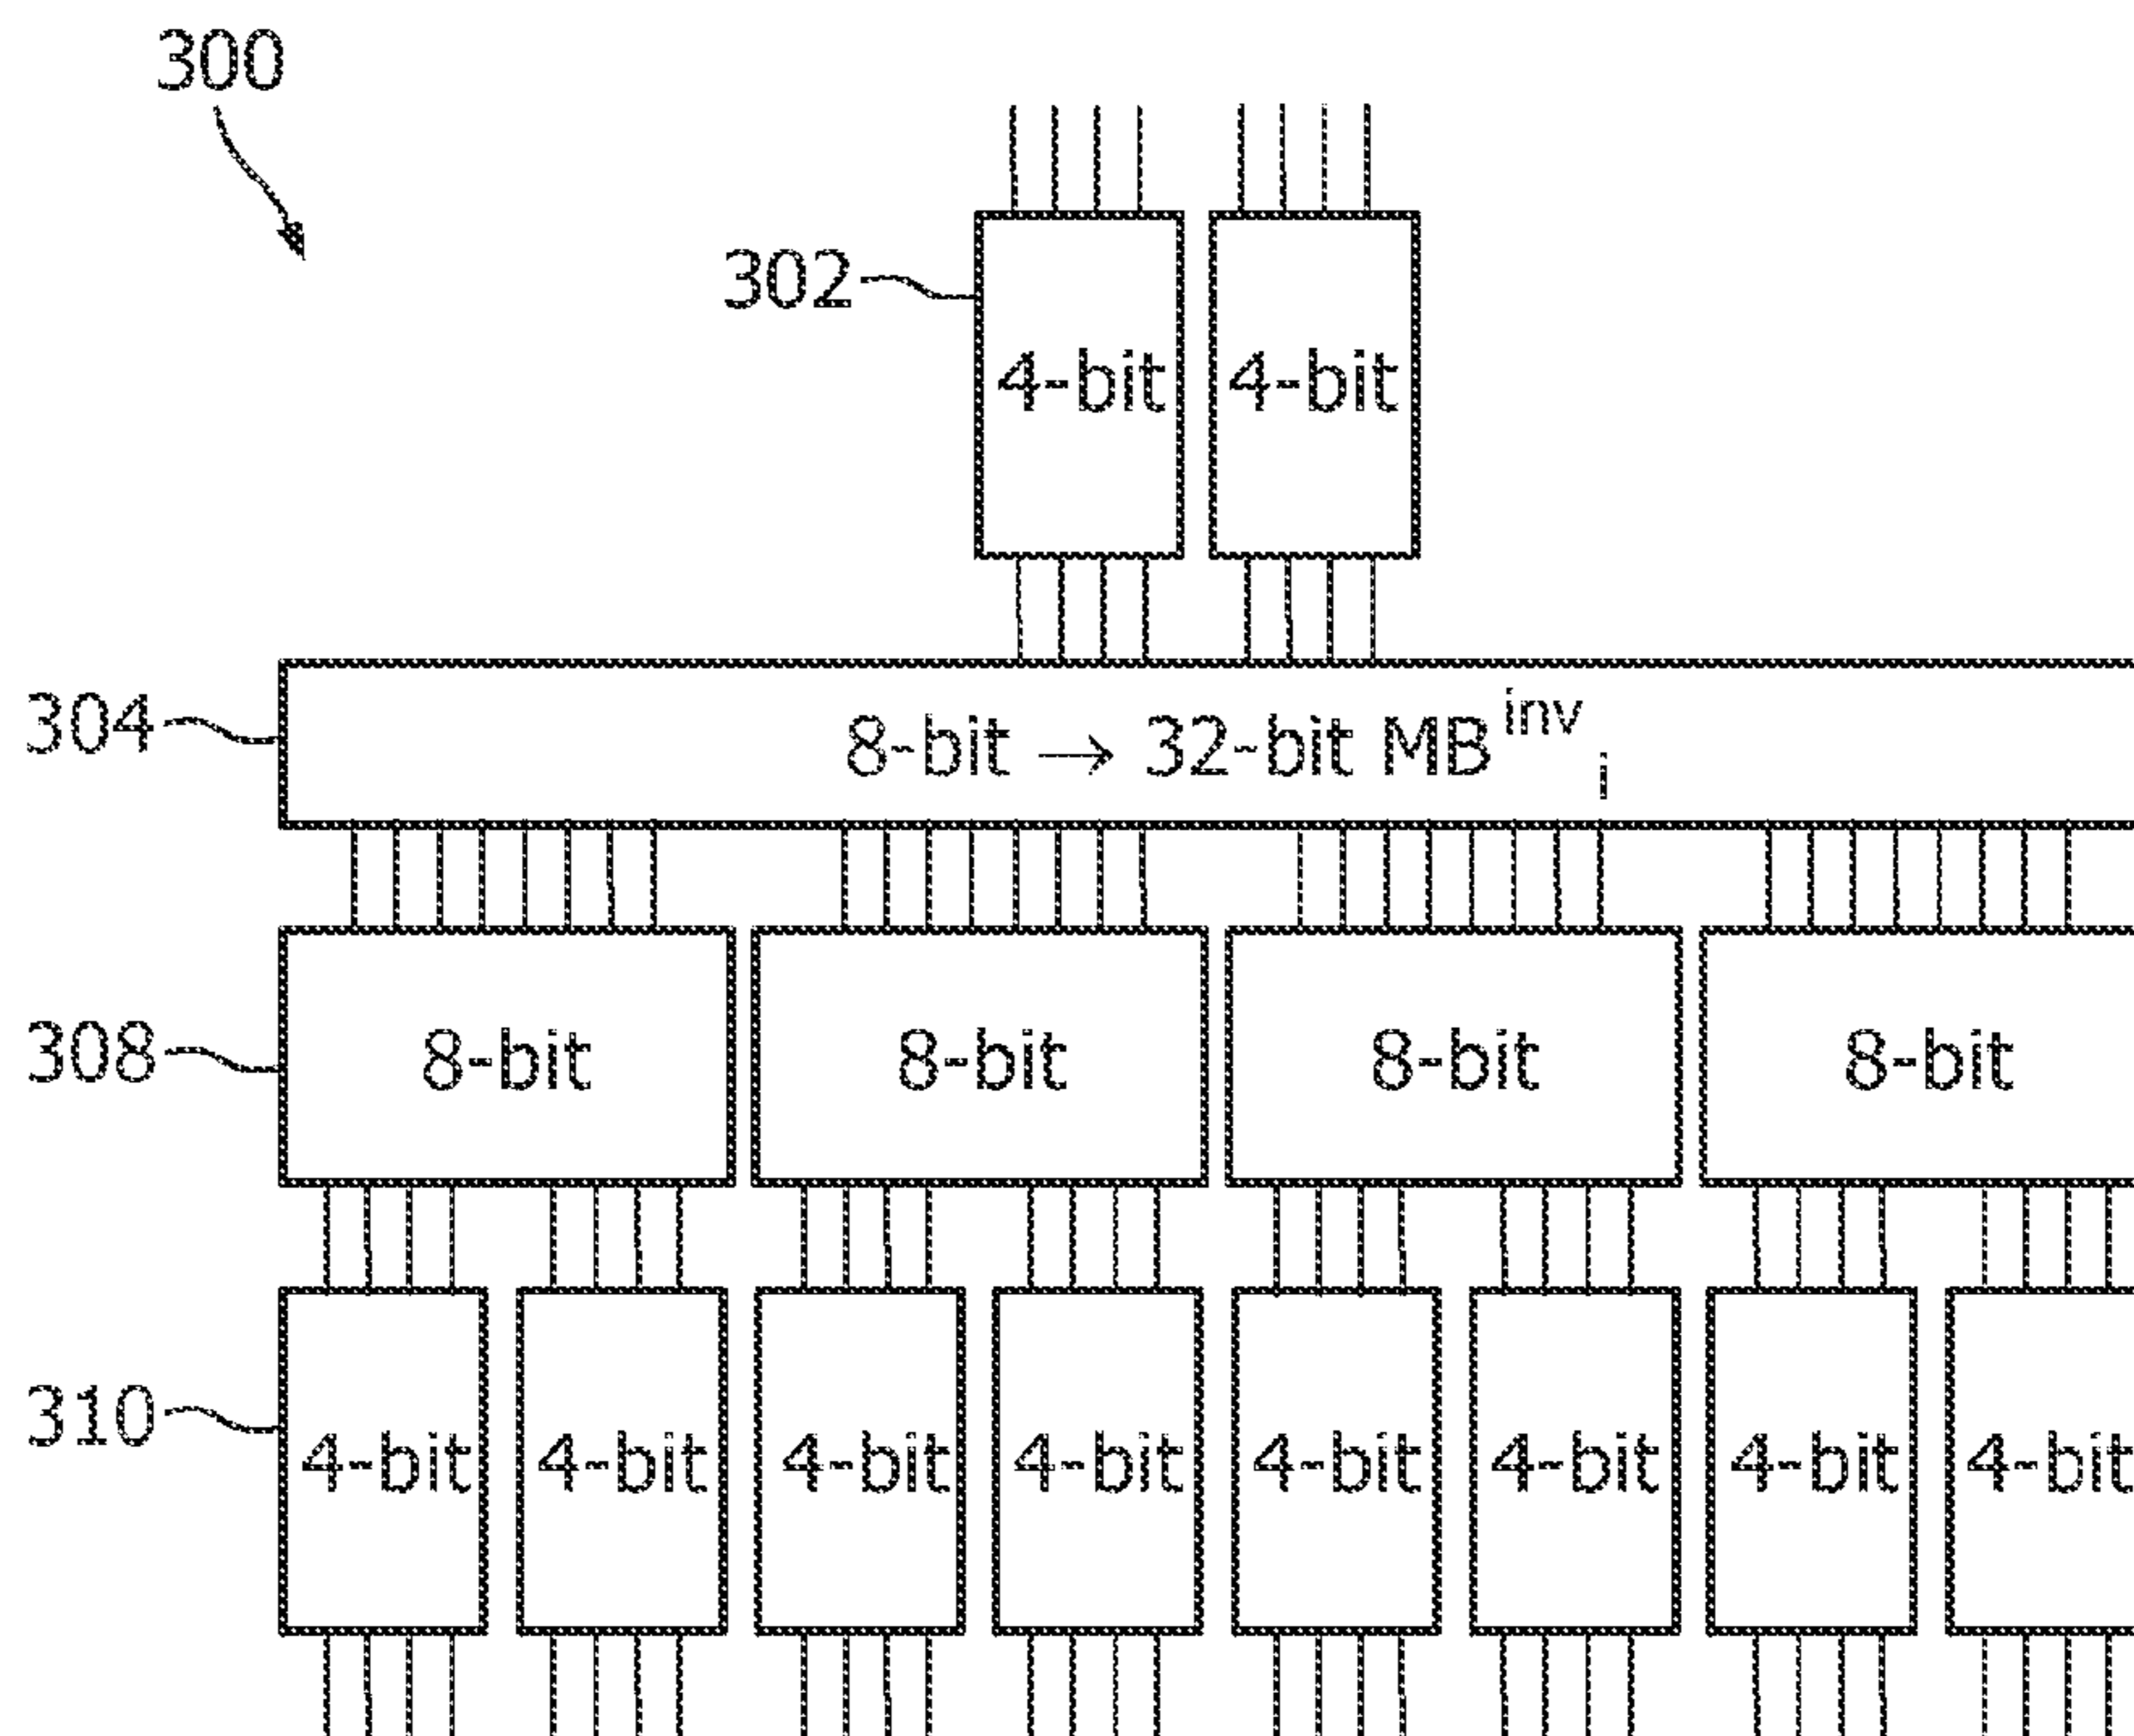 300
302
4-bit 4-bit
304
8-bit → 32-bit MB^inv_i
308
8-bit 8-bit 8-bit 8-bit
310
4-bit 4-bit 4-bit 4-bit 4-bit 4-bit 4-bit 4-bit